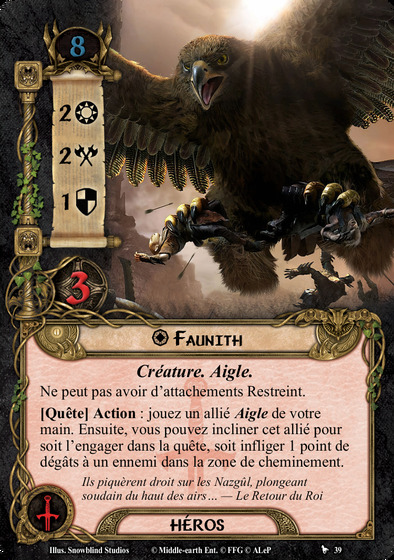 8
2
2
1
3
Faunith
Créature. Aigle.
Ne peut pas avoir d'attachements Restreint.
[Quête] Action : jouez un allié Aigle de votre
main. Ensuite, vous pouvez incliner cet allié pour
soit l'engager dans la quête, soit infliger 1 point de
dégâts à un ennemi dans la zone de cheminement.
Ils piquèrent droit sur les Nazgûl, plongeant
soudain du haut des airs… — Le Retour du Roi
HÉROS
Illus. Snowblind Studios © Middle-earth Ent. © FFG © ALeP 39